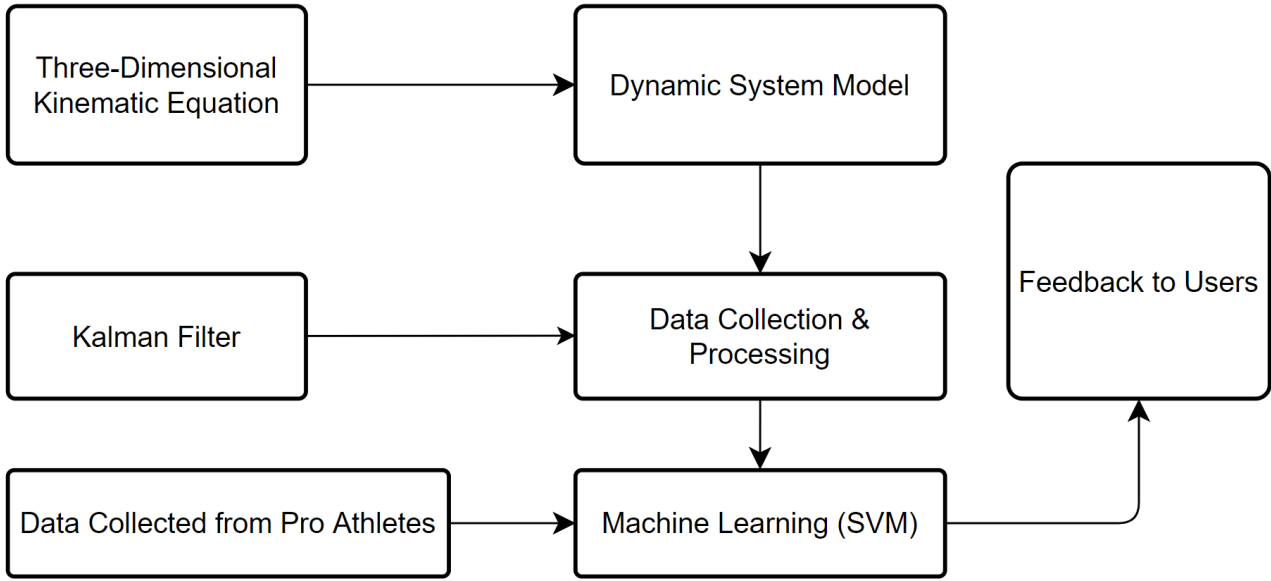 Three-Dimensional
Kinematic Equation
Dynamic System Model
Feedback to Users
Kalman Filter
Data Collection &
Processing
Data Collected from Pro Athletes
Machine Learning (SVM)